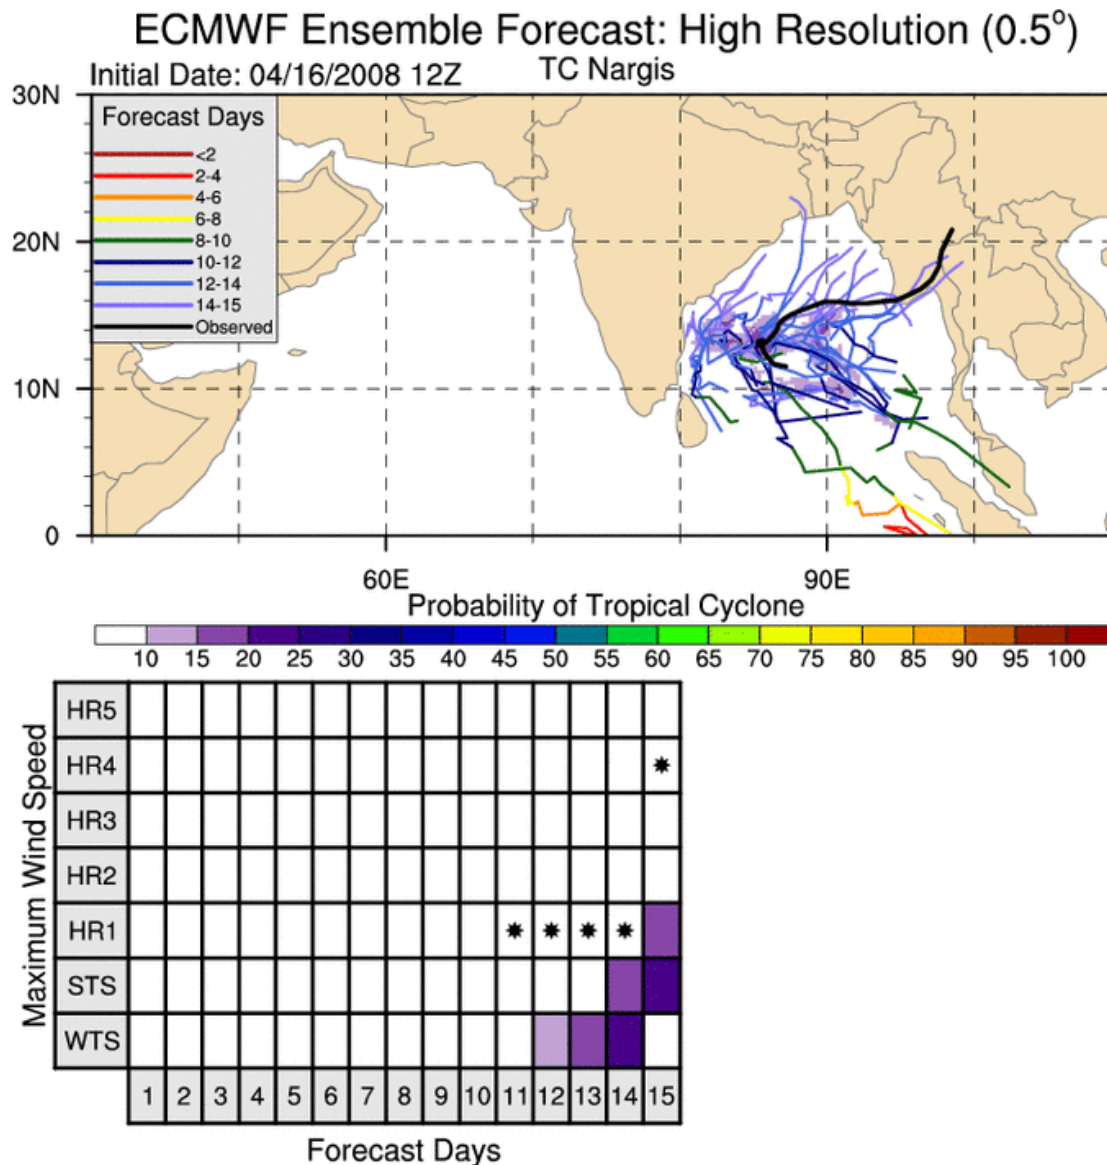 ECMWF Ensemble Forecast: High Resolution (0.5°)
Initial Date: 04/16/2008 12Z TC Nargis
30N
20N
10N
0
Forecast Days
<2
2-4
4-6
6-8
8-10
10-12
12-14
14-15
Observed
60E 90E
Probability of Tropical Cyclone
10 15 20 25 30 35 40 45 50 55 60 65 70 75 80 85 90 95 100
Maximum Wind Speed
HR5
HR4
HR3
HR2
HR1
STS
WTS
1 2 3 4 5 6 7 8 9 10 11 12 13 14 15
Forecast Days